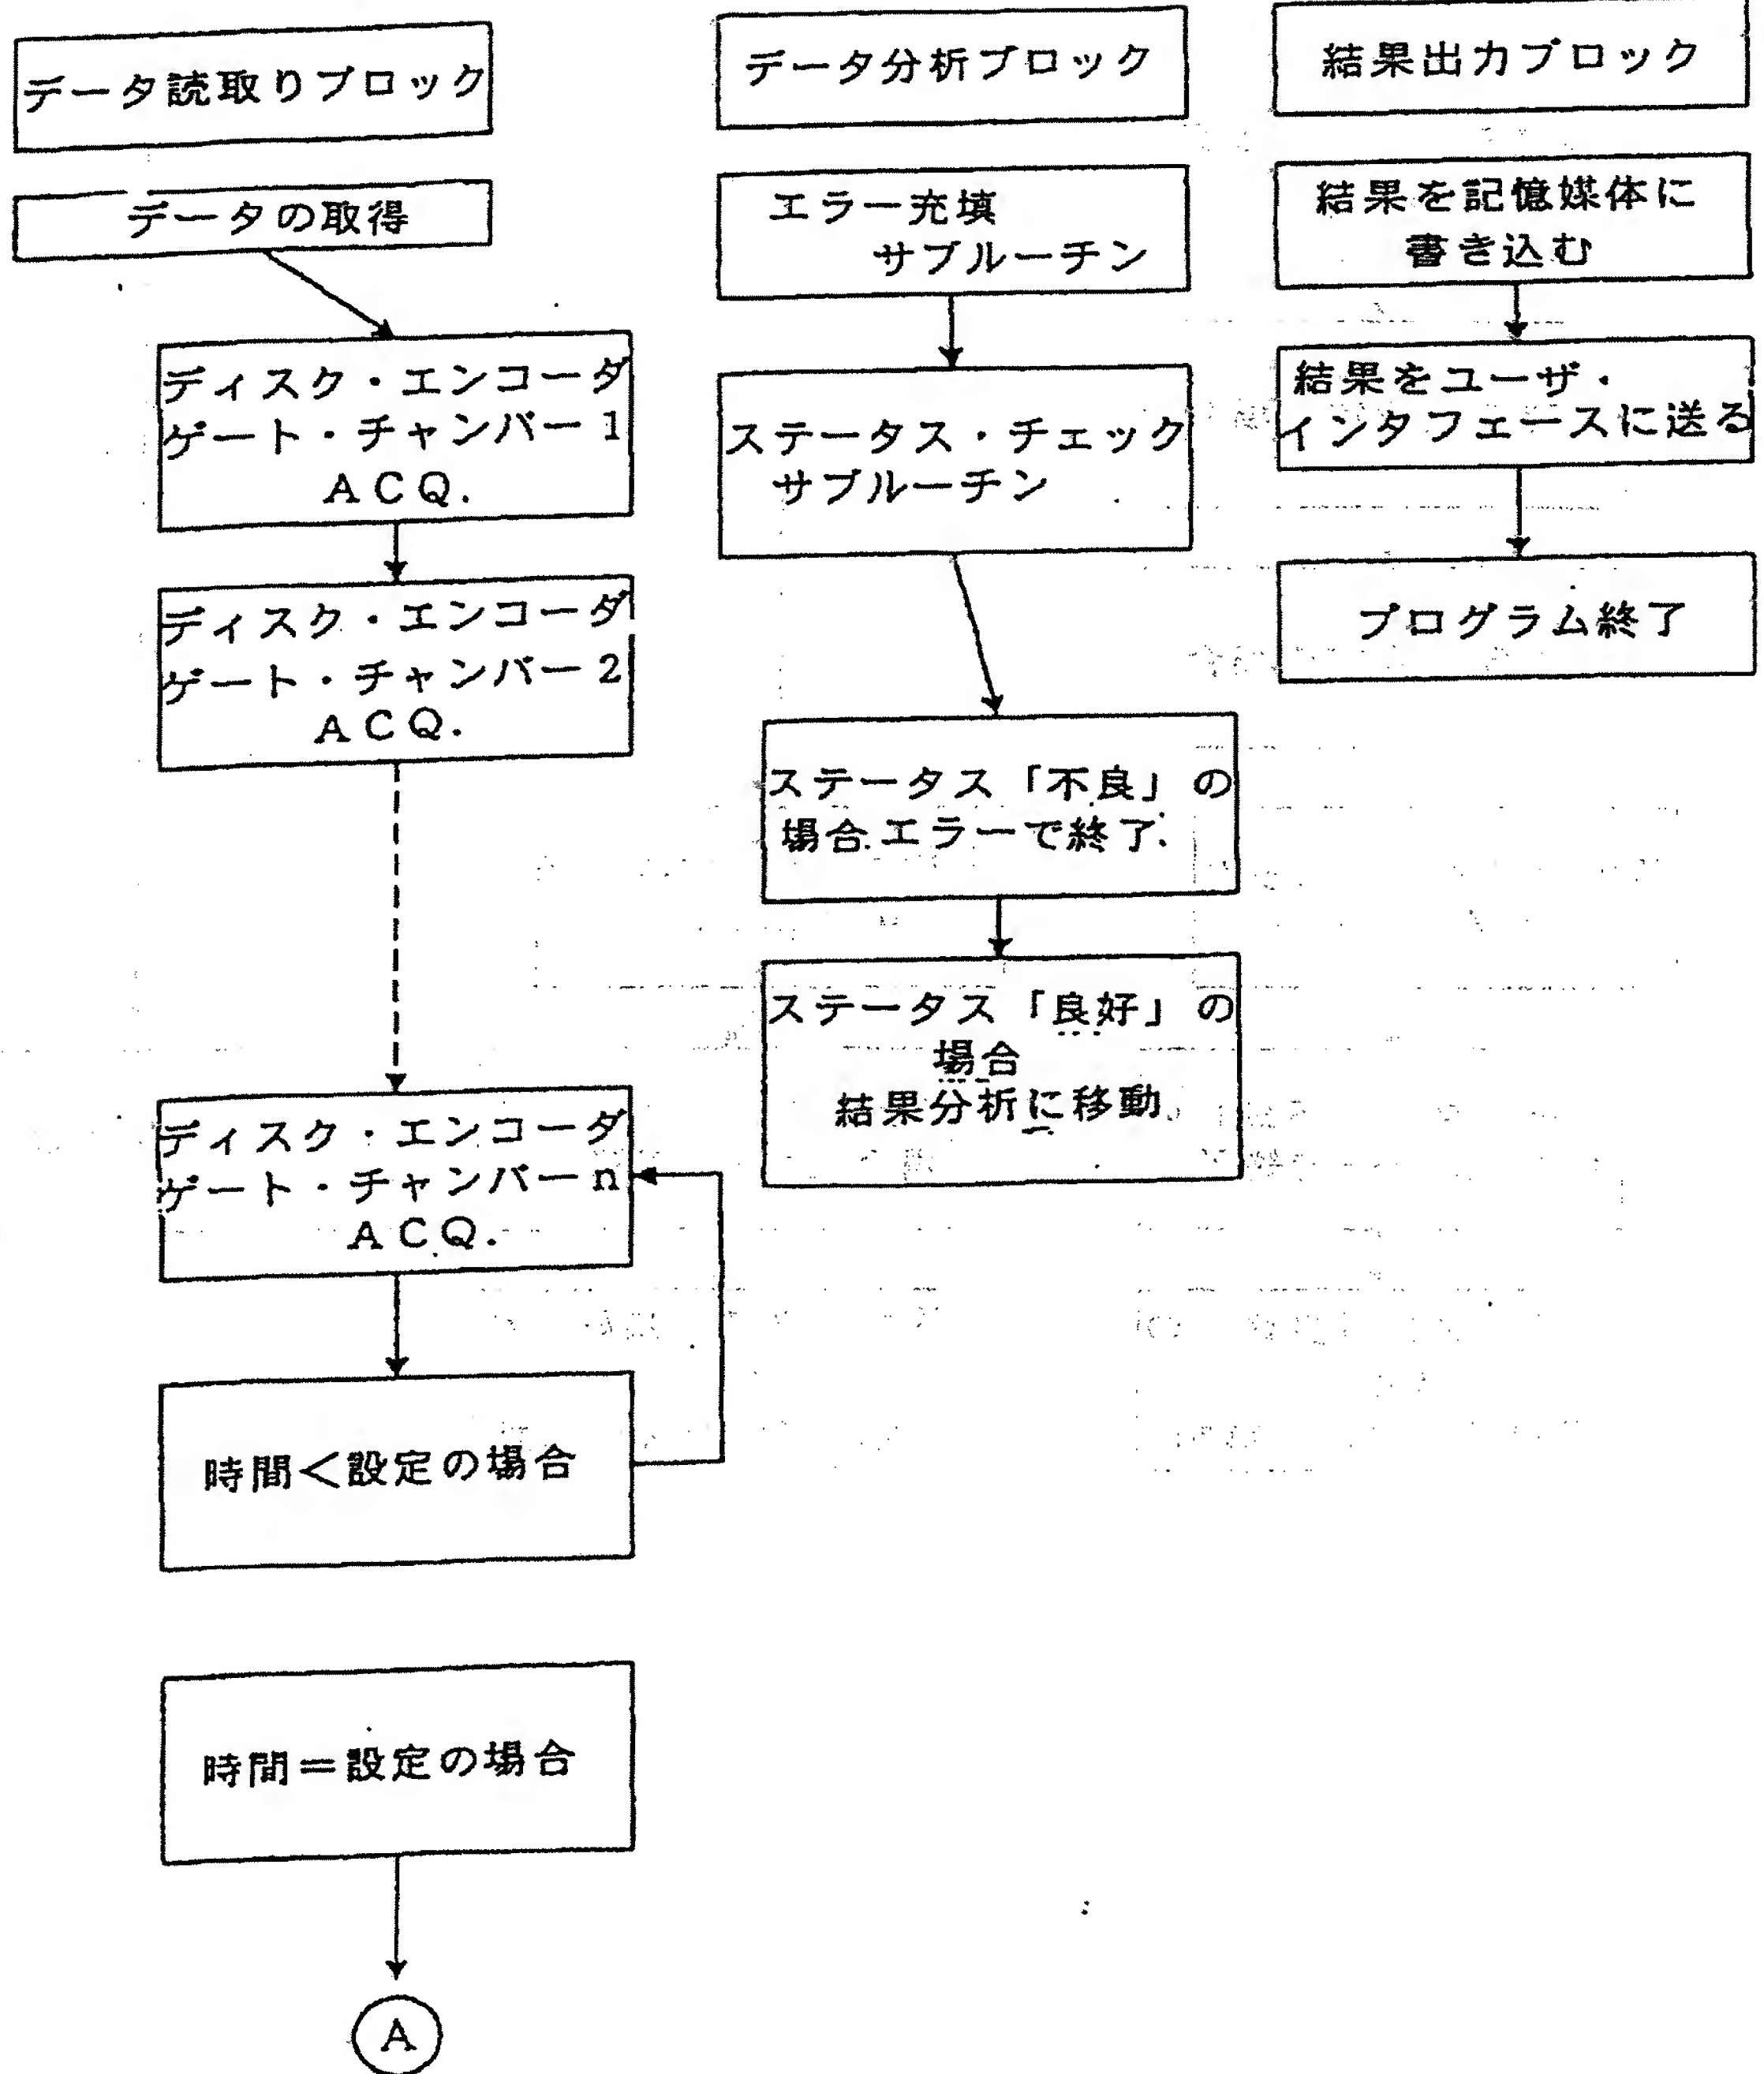 データ読取りブロック
データの取得
ディスク・エンコーダ
ゲート・チャンバー1
ACQ.
ディスク・エンコーダ
ゲート・チャンバー2
ACQ.
ディスク・エンコーダ
ゲート・チャンバーn
ACQ.
時間<設定の場合
時間=設定の場合
A
データ分析ブロック
エラー充填
サブルーチン
ステータス・チェック
サブルーチン
ステータス「不良」の
場合エラーで終了
ステータス「良好」の
場合
結果分析に移動
結果出力ブロック
結果を記憶媒体に
書き込む
結果をユーザ・
インタフェースに送る
プログラム終了